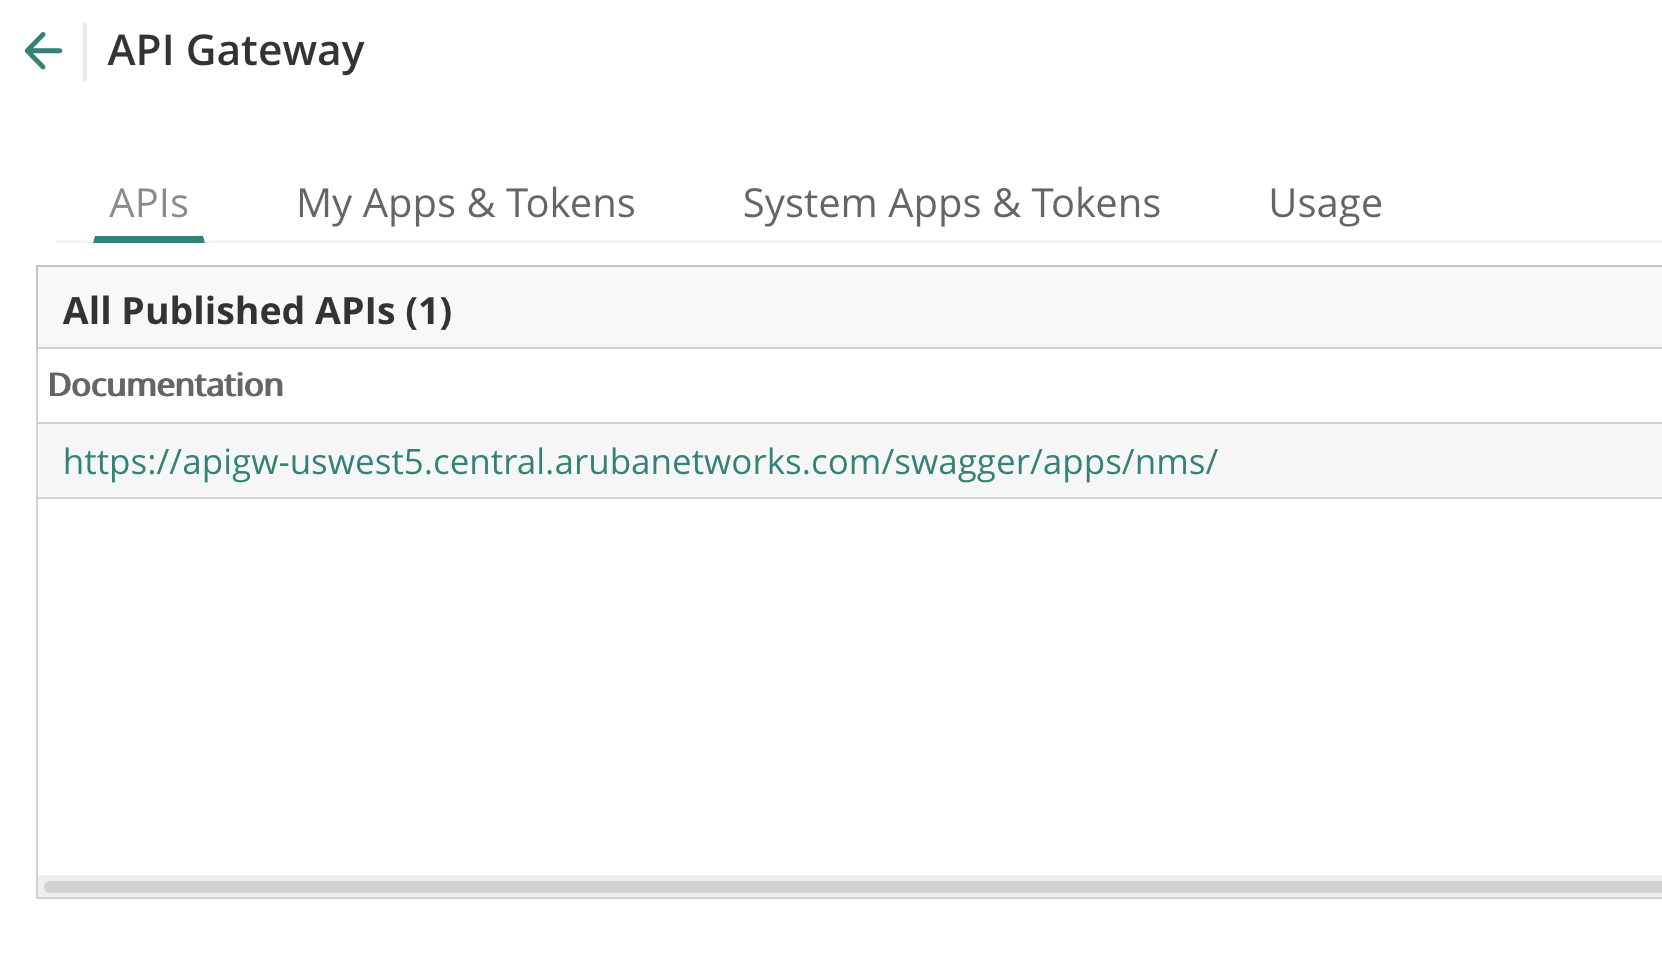 API Gateway
APIs My Apps & Tokens System Apps & Tokens Usage
All Published APIs (1)
Documentation
https://apigw-uswest5.central.arubanetworks.com/swagger/apps/nms/